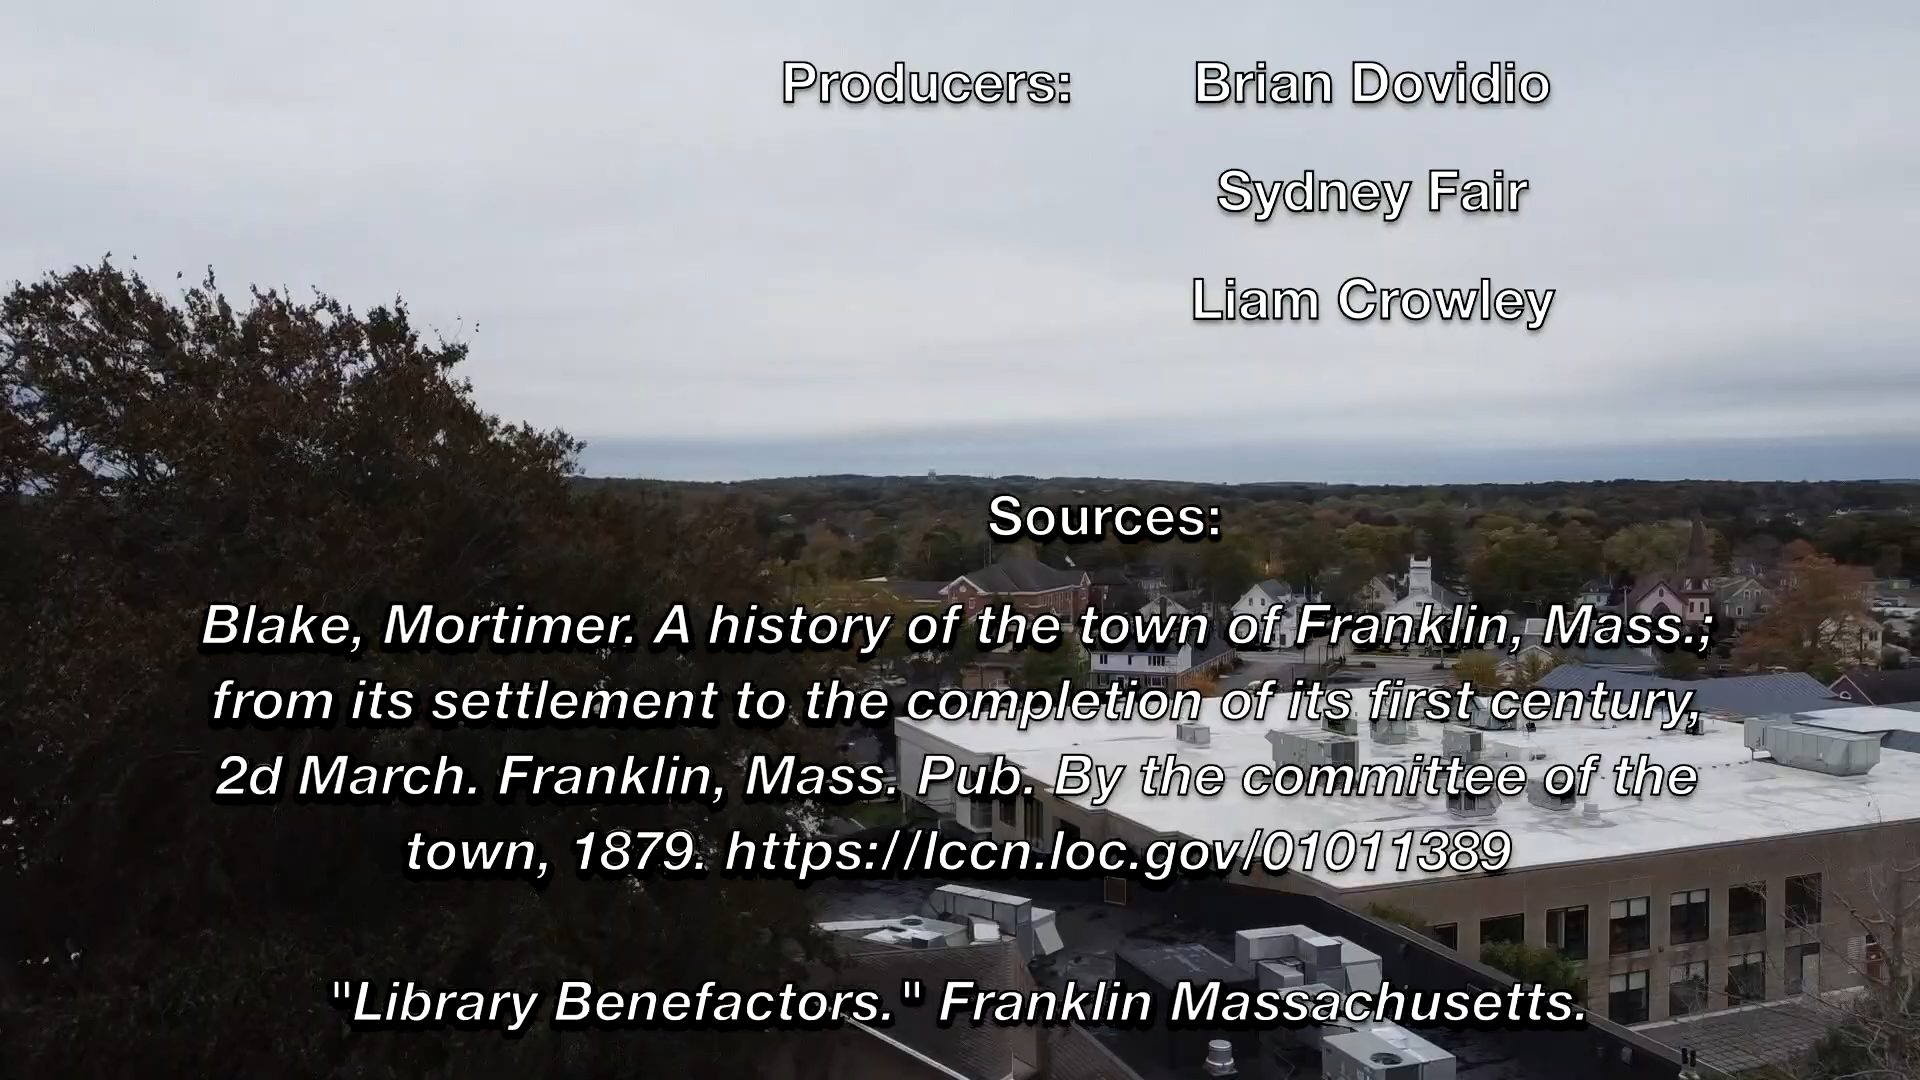 Producers: Brian Dovidio
Sydney Fair
Liam Crowley
Sources:
Blake, Mortimer. A history of the town of Franklin, Mass.;
from its settlement to the completion of its first century,
2d March. Franklin, Mass. Pub. By the committee of the
town, 1879. https://lccn.loc.gov/01011389
"Library Benefactors." Franklin Massachusetts.